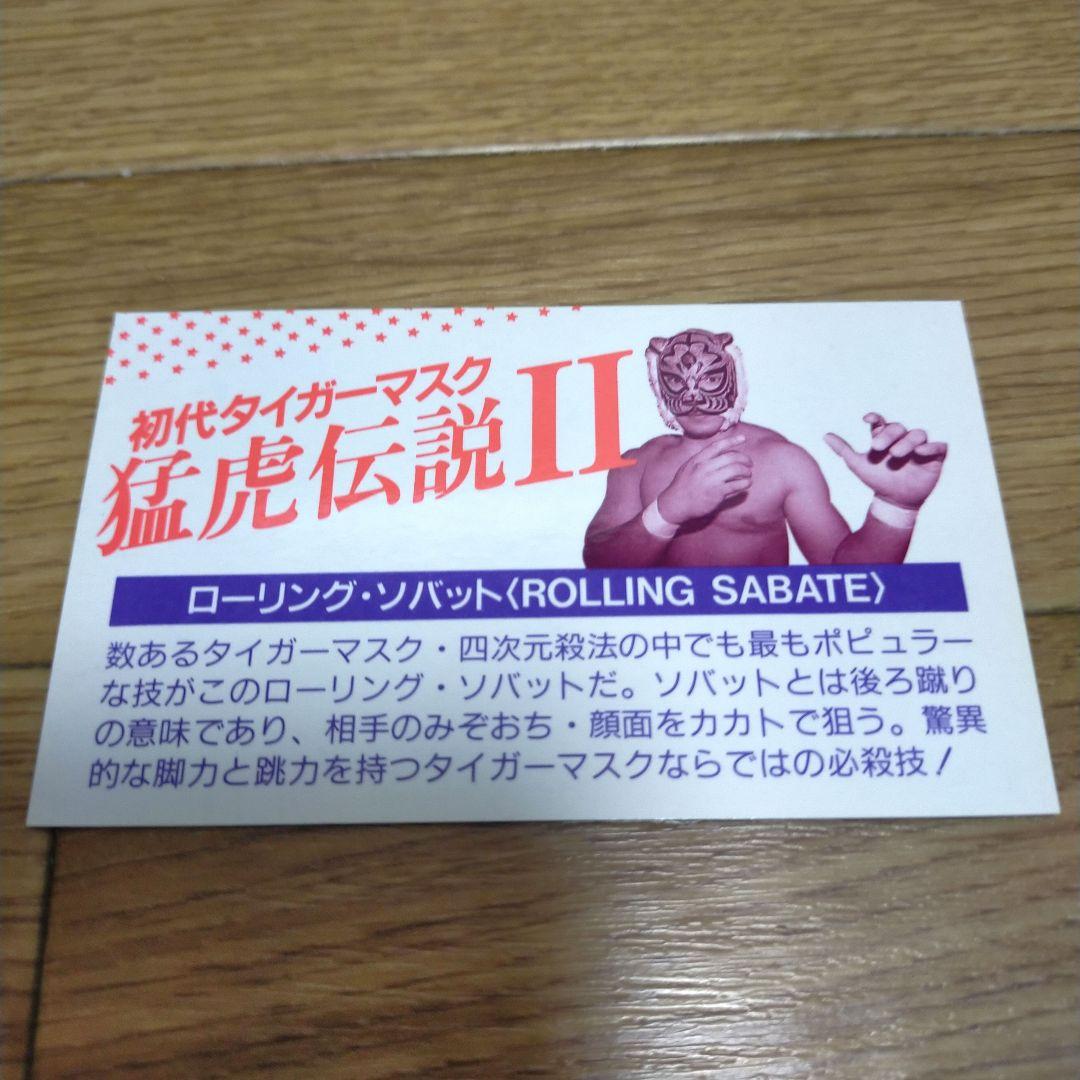 初代タイガーマスク
猛虎伝説II
ローリング・ソバット〈ROLLING SABATE〉
数あるタイガーマスク・四次元殺法の中でも最もポピュラー
な技がこのローリング・ソバットだ。ソバットとは後ろ蹴り
の意味であり、相手のみぞおち・顔面をカカトで狙う。驚異
的な脚力と跳力を持つタイガーマスクならではの必殺技！